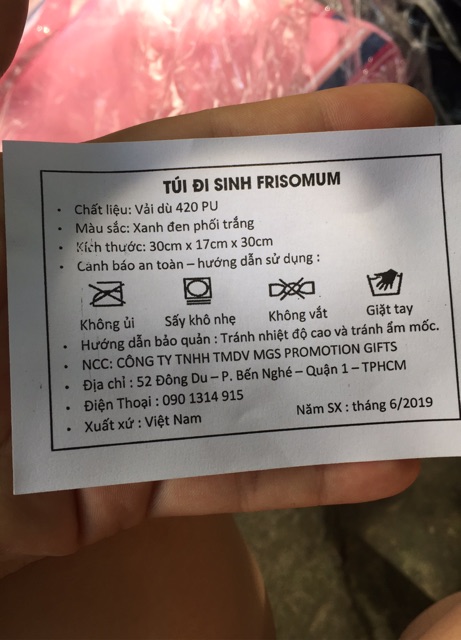 TÚI ĐI SINH FRISOMUM
• Chất liệu: Vải dù 420 PU
• Màu sắc: Xanh đen phối trắng
• Kích thước: 30cm x 17cm x 30cm
• Cảnh báo an toàn – hướng dẫn sử dụng :
Không ủi Sấy khô nhẹ Không vắt Giặt tay
• Hướng dẫn bảo quản : Tránh nhiệt độ cao và tránh ẩm mốc.
• NCC: CÔNG TY TNHH TMDV MGS PROMOTION GIFTS
• Địa chỉ : 52 Đông Du – P. Bến Nghé – Quận 1 – TPHCM
• Điện Thoại : 090 1314 915
• Xuất xứ : Việt Nam Năm SX : tháng 6/2019